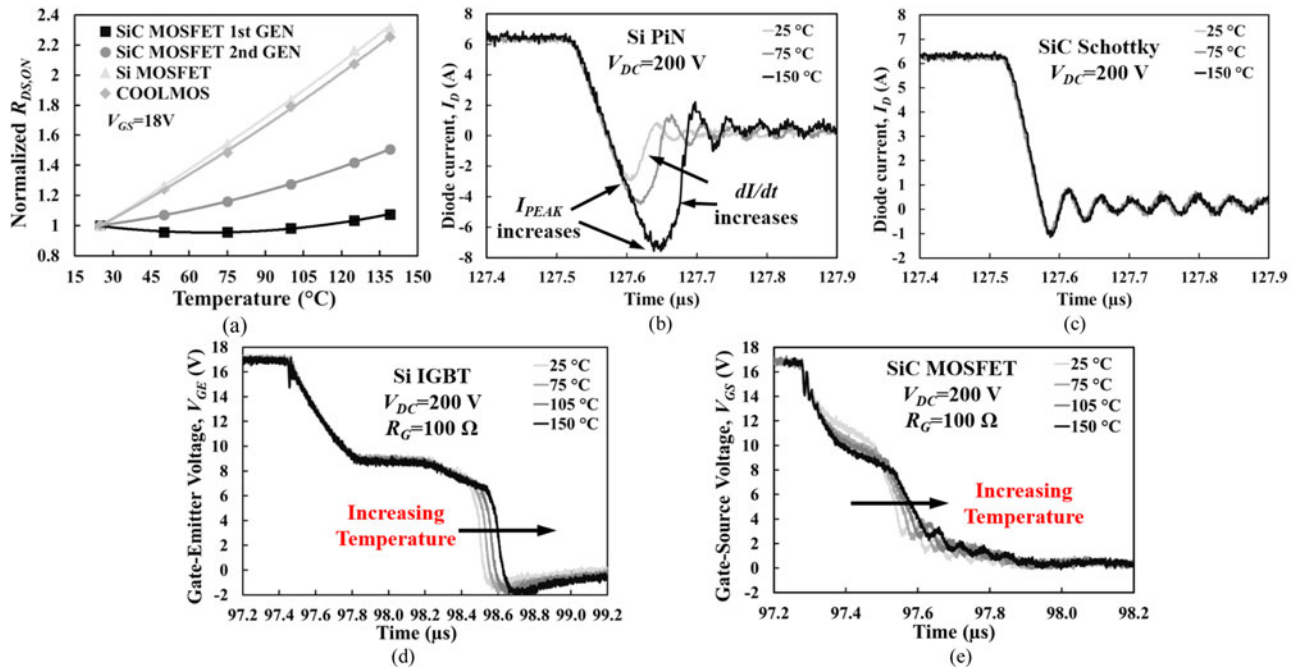 Normalized R_DS,ON
2.4
2.2
2
1.8
1.6
1.4
1.2
1
0.8
SiC MOSFET 1st GEN
SiC MOSFET 2nd GEN
Si MOSFET
COOLMOS
V_GS=18V
15 30 45 60 75 90 105 120 135 150
Temperature (°C)
(a)
Diode current, I_D (A)
8
6
4
2
0
-2
-4
-6
-8
Si PiN
V_DC=200 V
25 °C
75 °C
150 °C
I_PEAK
increases
dI/dt
increases
127.4 127.5 127.6 127.7 127.8 127.9
Time (µs)
(b)
Diode current, I_D (A)
8
7
6
5
4
3
2
1
0
-1
-2
SiC Schottky
V_DC=200 V
25 °C
75 °C
150 °C
127.4 127.5 127.6 127.7 127.8 127.9
Time (µs)
(c)
Gate-Emitter Voltage, V_GE (V)
18
16
14
12
10
8
6
4
2
0
-2
Si IGBT
V_DC=200 V
R_G=100 Ω
25 °C
75 °C
105 °C
150 °C
Increasing
Temperature
97.2 97.4 97.6 97.8 98.0 98.2 98.4 98.6 98.8 99.0 99.2
Time (µs)
(d)
Gate-Source Voltage, V_GS (V)
18
16
14
12
10
8
6
4
2
0
-2
SiC MOSFET
V_DC=200 V
R_G=100 Ω
25 °C
75 °C
105 °C
150 °C
Increasing
Temperature
97.2 97.4 97.6 97.8 98.0 98.2
Time (µs)
(e)